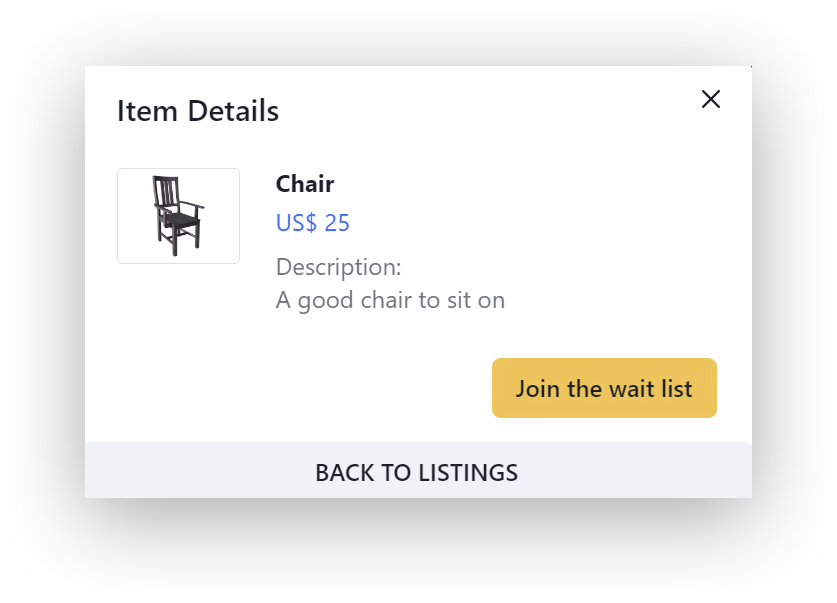 Item Details
Chair
US$ 25
Description:
A good chair to sit on
Join the wait list
BACK TO LISTINGS